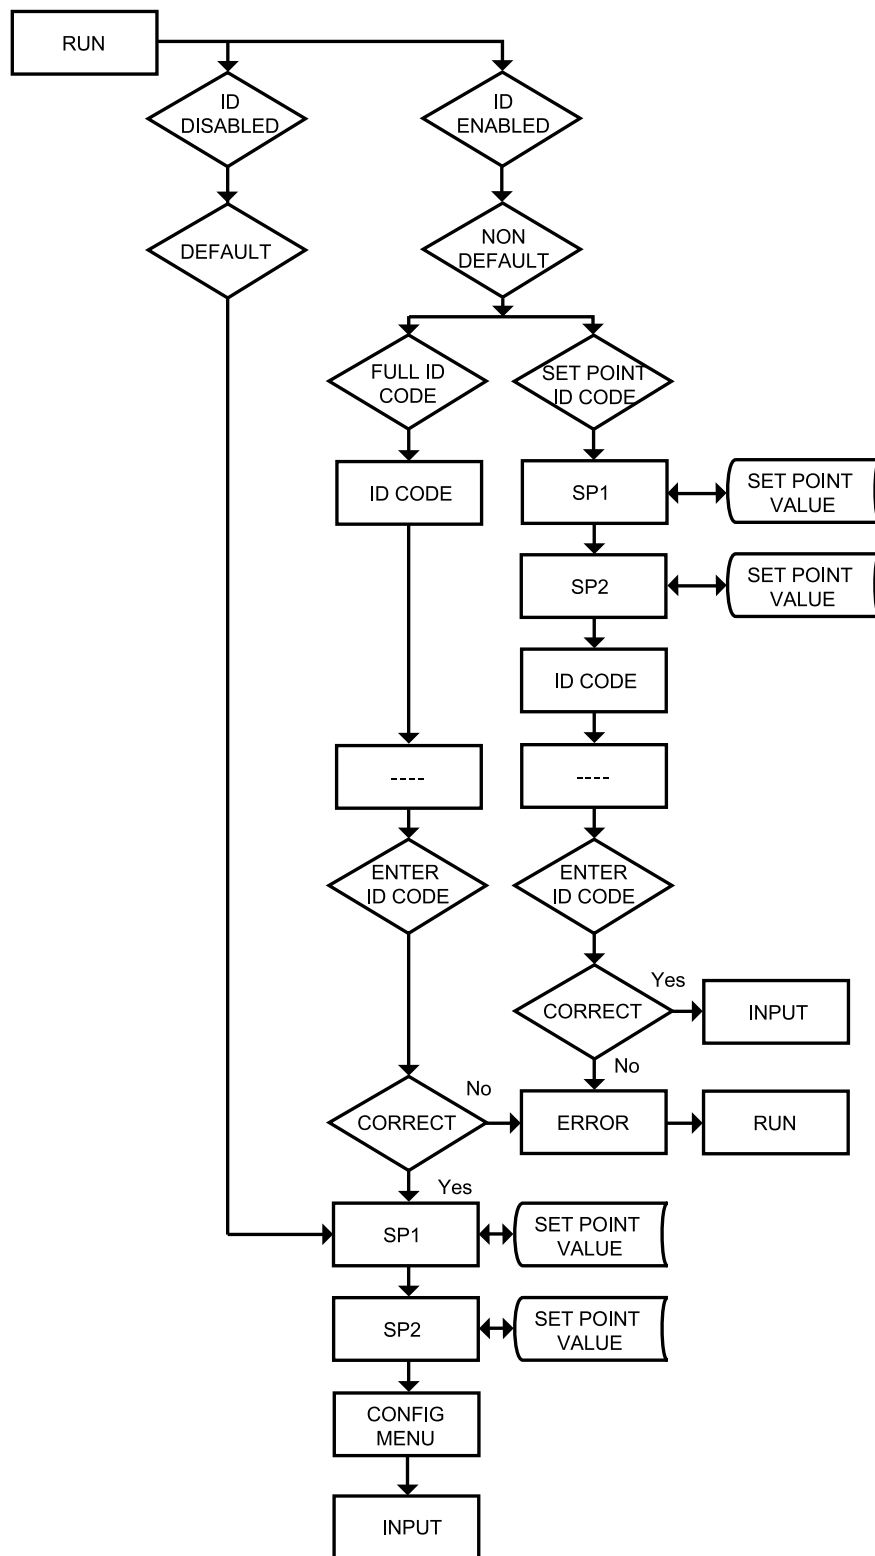 RUN
ID
DISABLED
ID
ENABLED
DEFAULT
NON
DEFAULT
FULL ID
CODE
SET POINT
ID CODE
ID CODE
SP1
SET POINT
VALUE
SP2
SET POINT
VALUE
ID CODE
----
----
ENTER
ID CODE
ENTER
ID CODE
CORRECT
Yes
INPUT
No
CORRECT
No
ERROR
RUN
Yes
SP1
SET POINT
VALUE
SP2
SET POINT
VALUE
CONFIG
MENU
INPUT